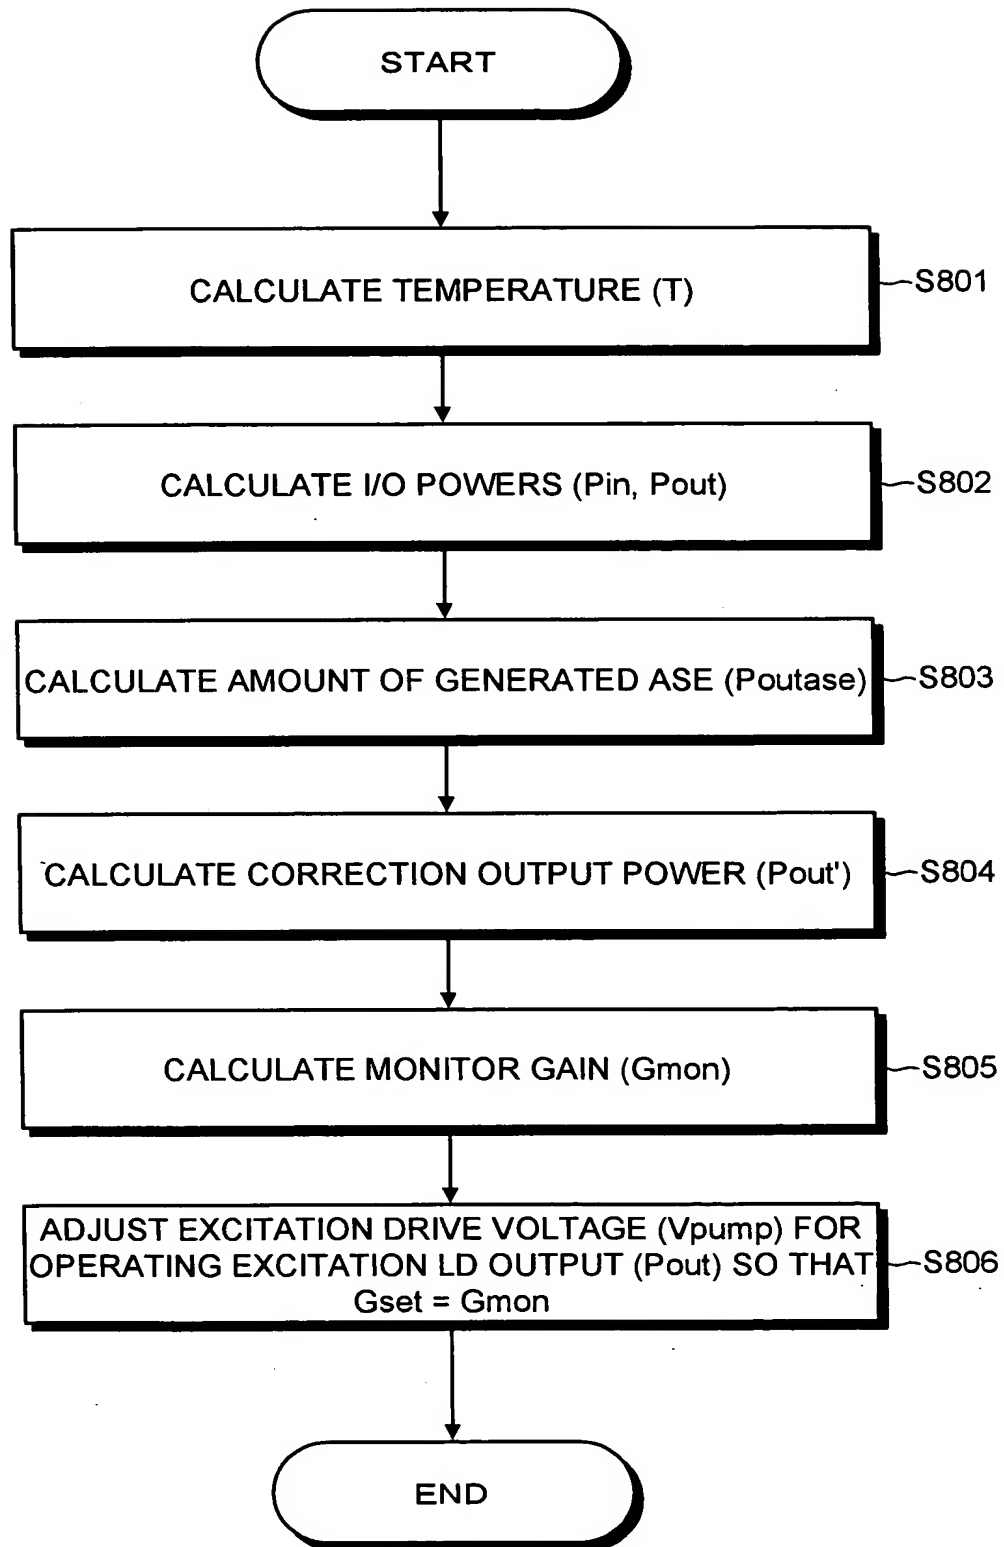 START
CALCULATE TEMPERATURE (T)
S801
CALCULATE I/O POWERS (Pin, Pout)
S802
CALCULATE AMOUNT OF GENERATED ASE (Poutase)
S803
CALCULATE CORRECTION OUTPUT POWER (Pout')
S804
CALCULATE MONITOR GAIN (Gmon)
S805
ADJUST EXCITATION DRIVE VOLTAGE (Vpump) FOR
OPERATING EXCITATION LD OUTPUT (Pout) SO THAT
Gset = Gmon
S806
END